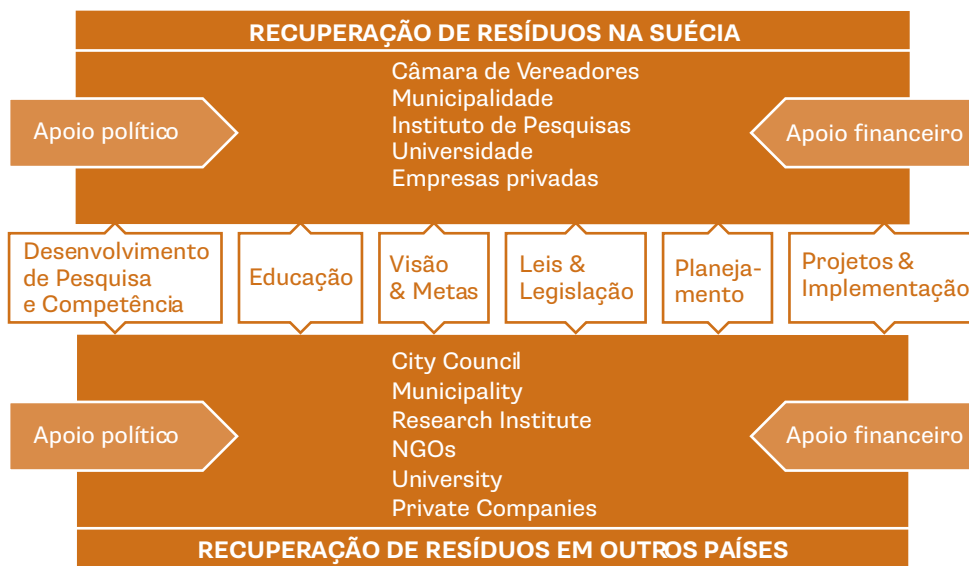 RECUPERAÇÃO DE RESÍDUOS NA SUÉCIA
Câmara de Vereadores
Municipalidade
Instituto de Pesquisas
Universidade
Empresas privadas
Apoio político
Apoio financeiro
Desenvolvimento
de Pesquisa
e Competência
Educação
Visão
& Metas
Leis &
Legislação
Planeja-
mento
Projetos &
Implementação
City Council
Municipality
Research Institute
NGOs
University
Private Companies
Apoio político
Apoio financeiro
RECUPERAÇÃO DE RESÍDUOS EM OUTROS PAÍSES